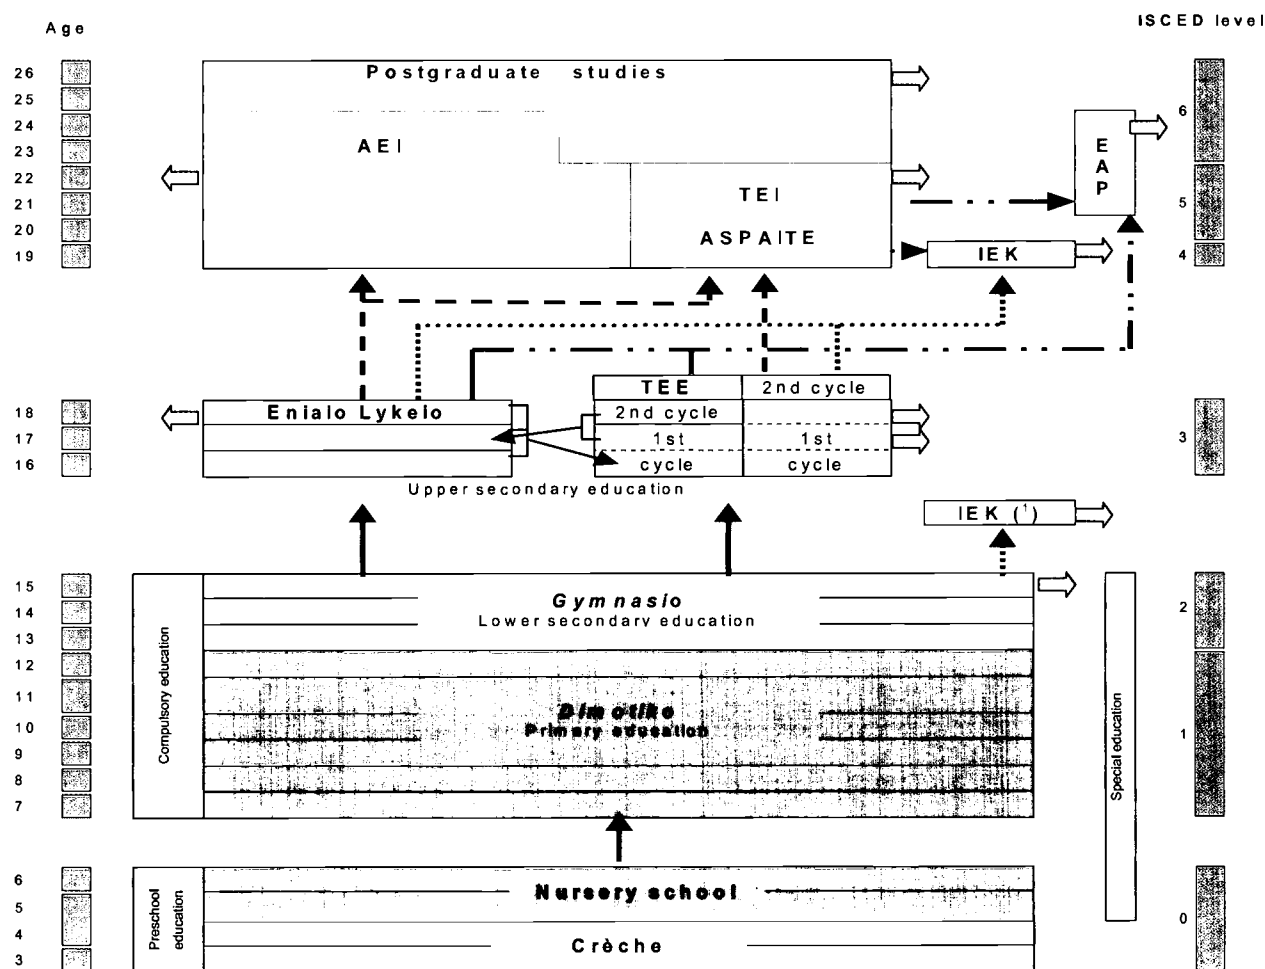 Age
ISCED level
26
Postgraduate studies
25
24
6
23
AEI
EAP
22
21
TEI
5
20
ASPAITE
19
IEK
4
TEE
2nd cycle
18
Eniaio Lykeio
2nd cycle
17
1st
1st
3
16
cycle
cycle
Upper secondary education
IEK (1)
15
Gymnasio
14
Lower secondary education
2
13
12
11
Dimotiko
10
Primary education
1
9
8
7
Compulsory education
Special education
6
Nursery school
5
0
4
Crèche
3
Preschool
education